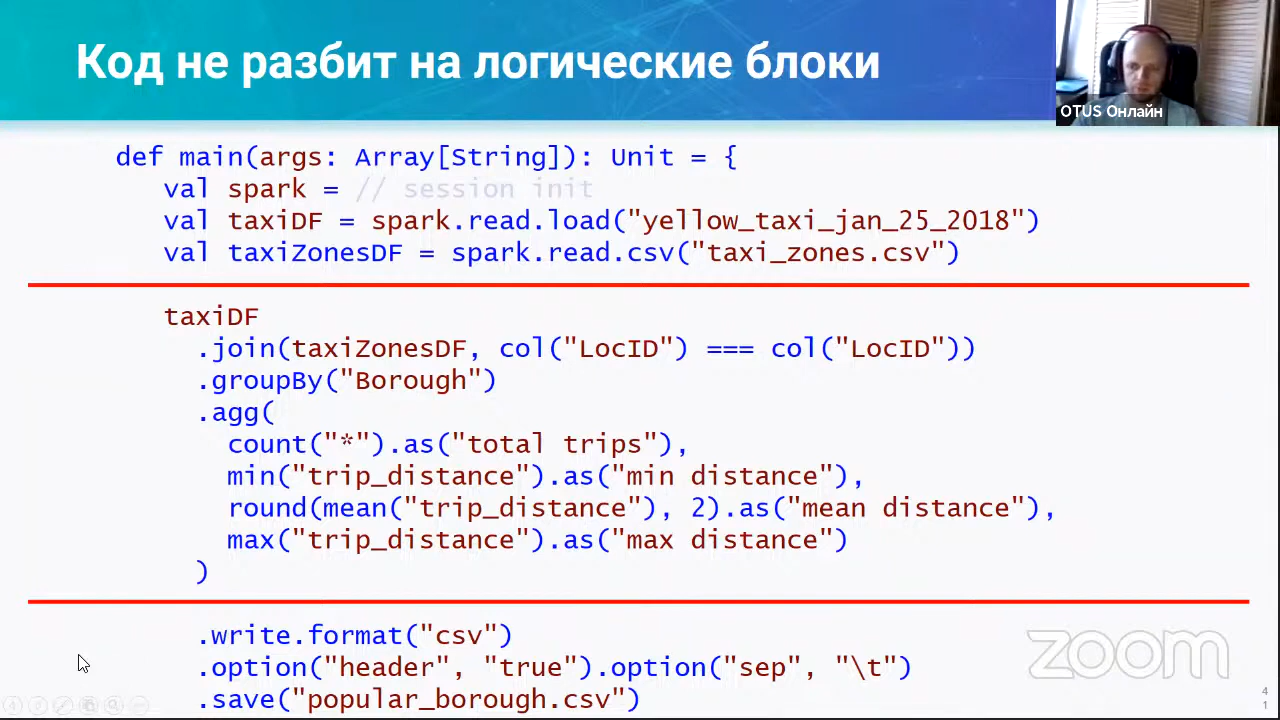 Код не разбит на логические блоки
OTUS Онлайн
def main(args: Array[String]): Unit = {
val spark = // session init
val taxiDF = spark.read.load("yellow_taxi_jan_25_2018")
val taxiZonesDF = spark.read.csv("taxi_zones.csv")
taxiDF
.join(taxiZonesDF, col("LocID") === col("LocID"))
.groupBy("Borough")
.agg(
count("*").as("total trips"),
min("trip_distance").as("min distance"),
round(mean("trip_distance"), 2).as("mean distance"),
max("trip_distance").as("max distance")
)
.write.format("csv")
.option("header", "true").option("sep", "\t")
.save("popular_borough.csv")
zoom
4
1